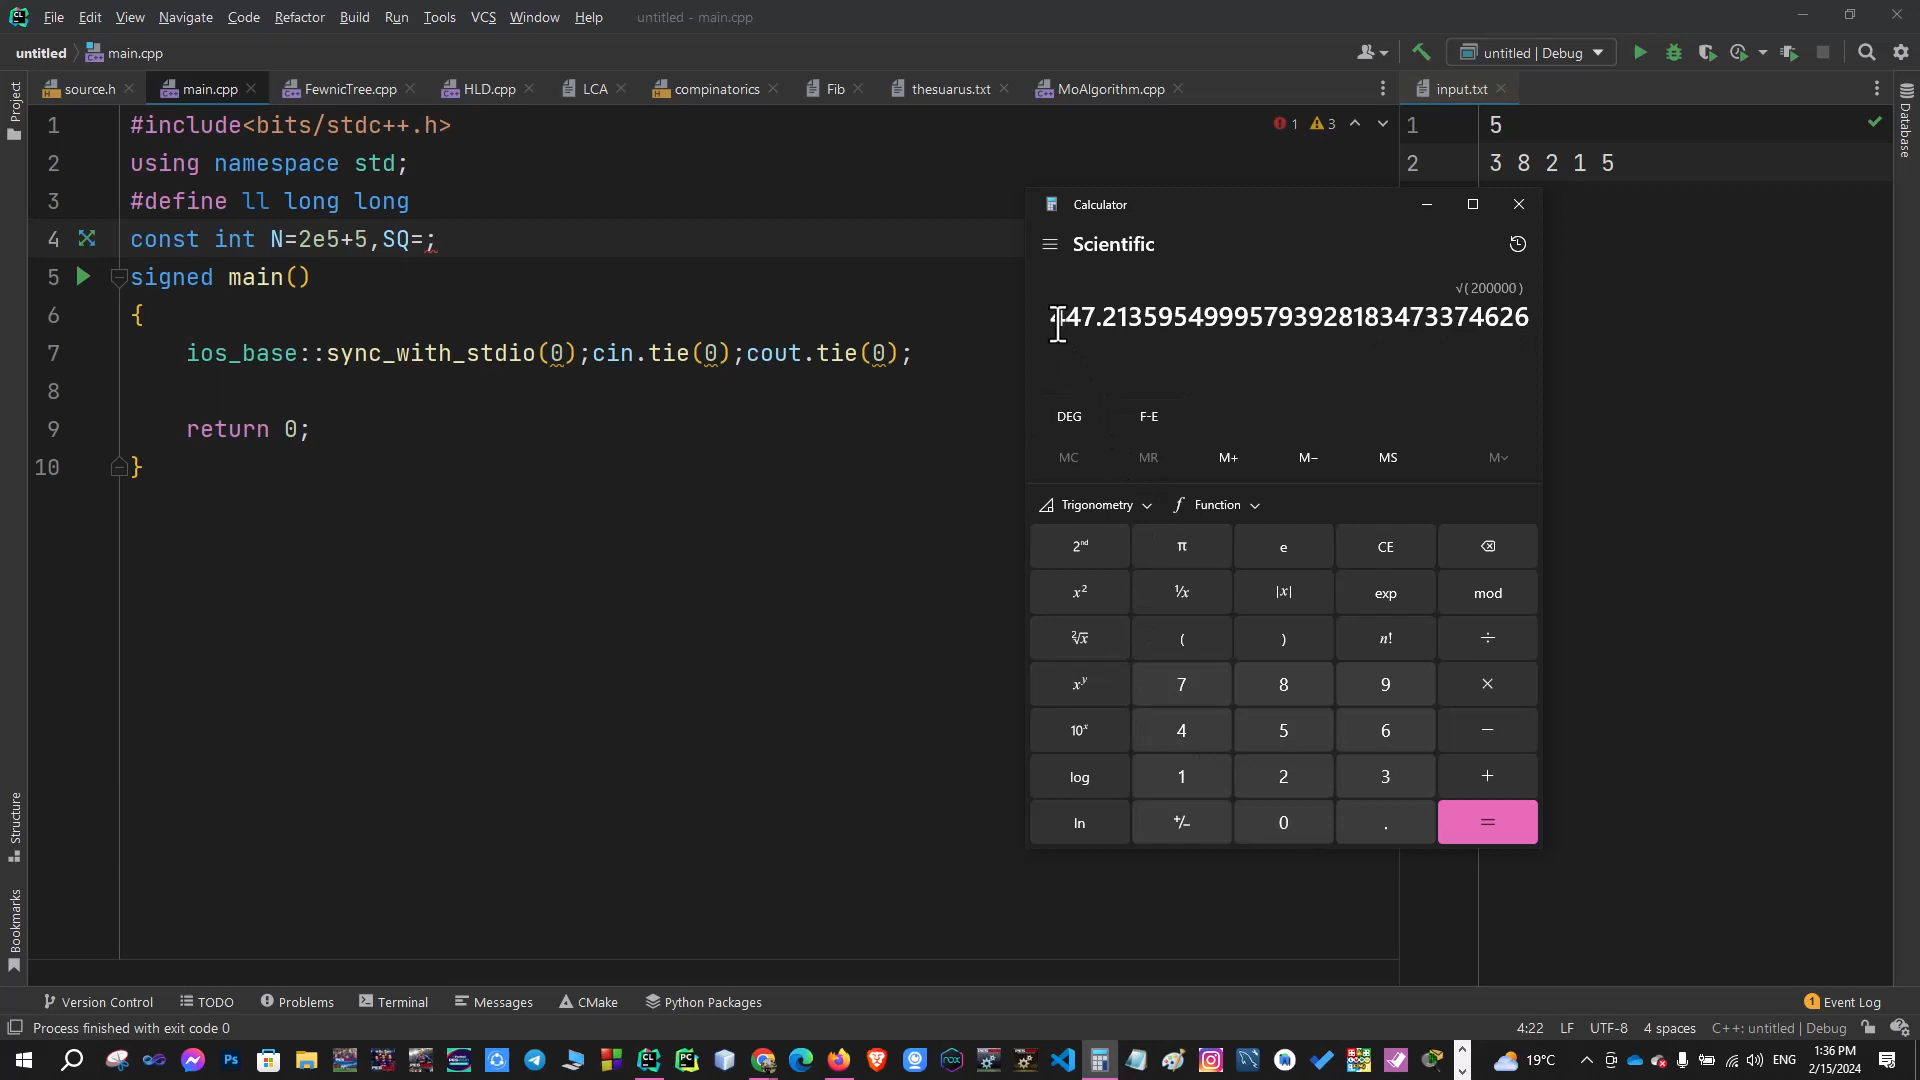 File Edit View Navigate Code Refactor Build Run Tools VCS Window Help untitled - main.cpp
untitled main.cpp untitled | Debug
source.h main.cpp FewnicTree.cpp HLD.cpp LCA compinatorics Fib thesuarus.txt MoAlgorithm.cpp input.txt
Project
Structure
Bookmarks
Database
1 #include<bits/stdc++.h>
2 using namespace std;
3 #define ll long long
4 const int N=2e5+5,SQ=;
5 signed main()
6 {
7 ios_base::sync_with_stdio(0);cin.tie(0);cout.tie(0);
8
9 return 0;
10 }
1 3
1 5
2 3 8 2 1 5
Calculator
Scientific
√(200000)
447.21359549995793928183473374626
DEG F-E
MC MR M+ M− MS M˅
Trigonometry f Function
2nd π e CE
x² ¹/x |x| exp mod
²√x ( ) n! ÷
xʸ 7 8 9 ×
10ˣ 4 5 6 −
log 1 2 3 +
ln +/− 0 . =
Version Control TODO Problems Terminal Messages CMake Python Packages 1 Event Log
Process finished with exit code 0 4:22 LF UTF-8 4 spaces C++: untitled | Debug
19°C ENG 1:36 PM
2/15/2024